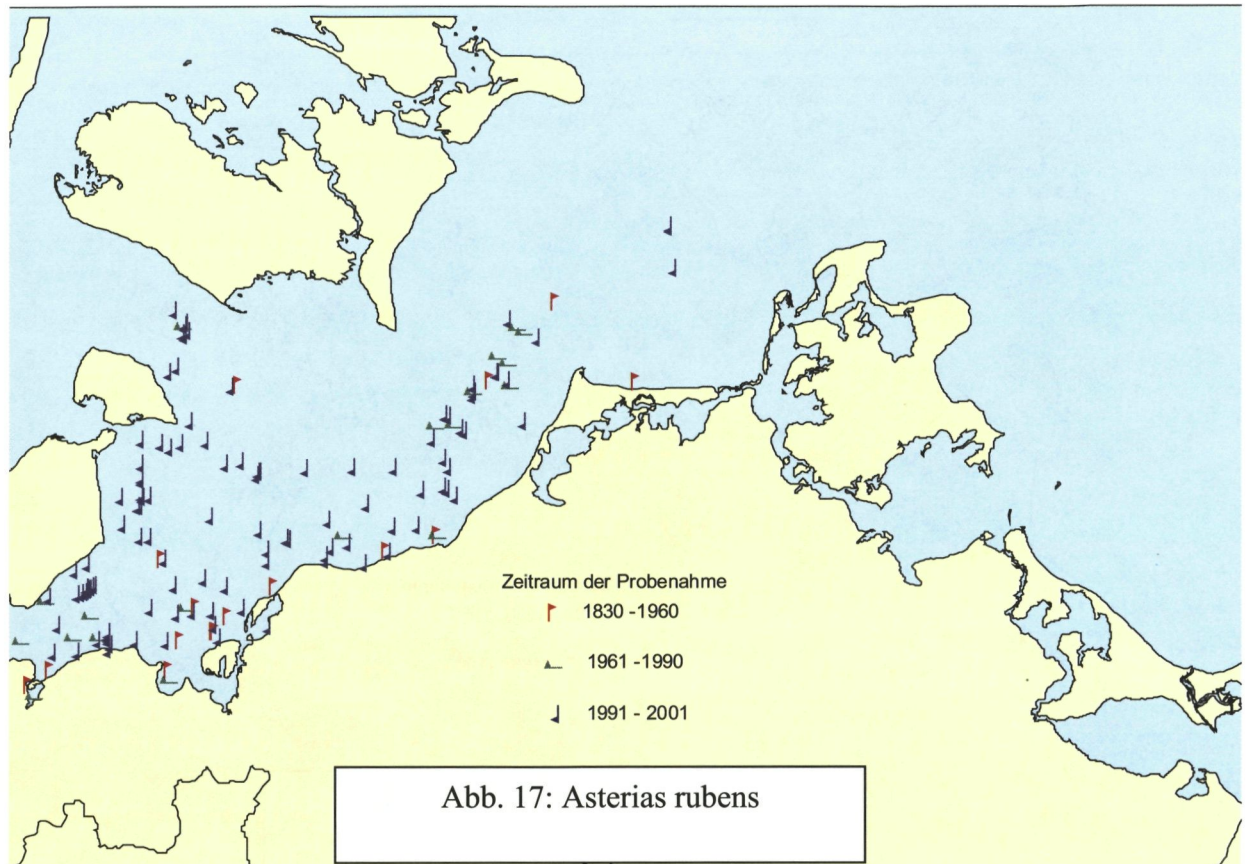 Zeitraum der Probenahme
1830 -1960
1961 -1990
1991 - 2001
Abb. 17: Asterias rubens